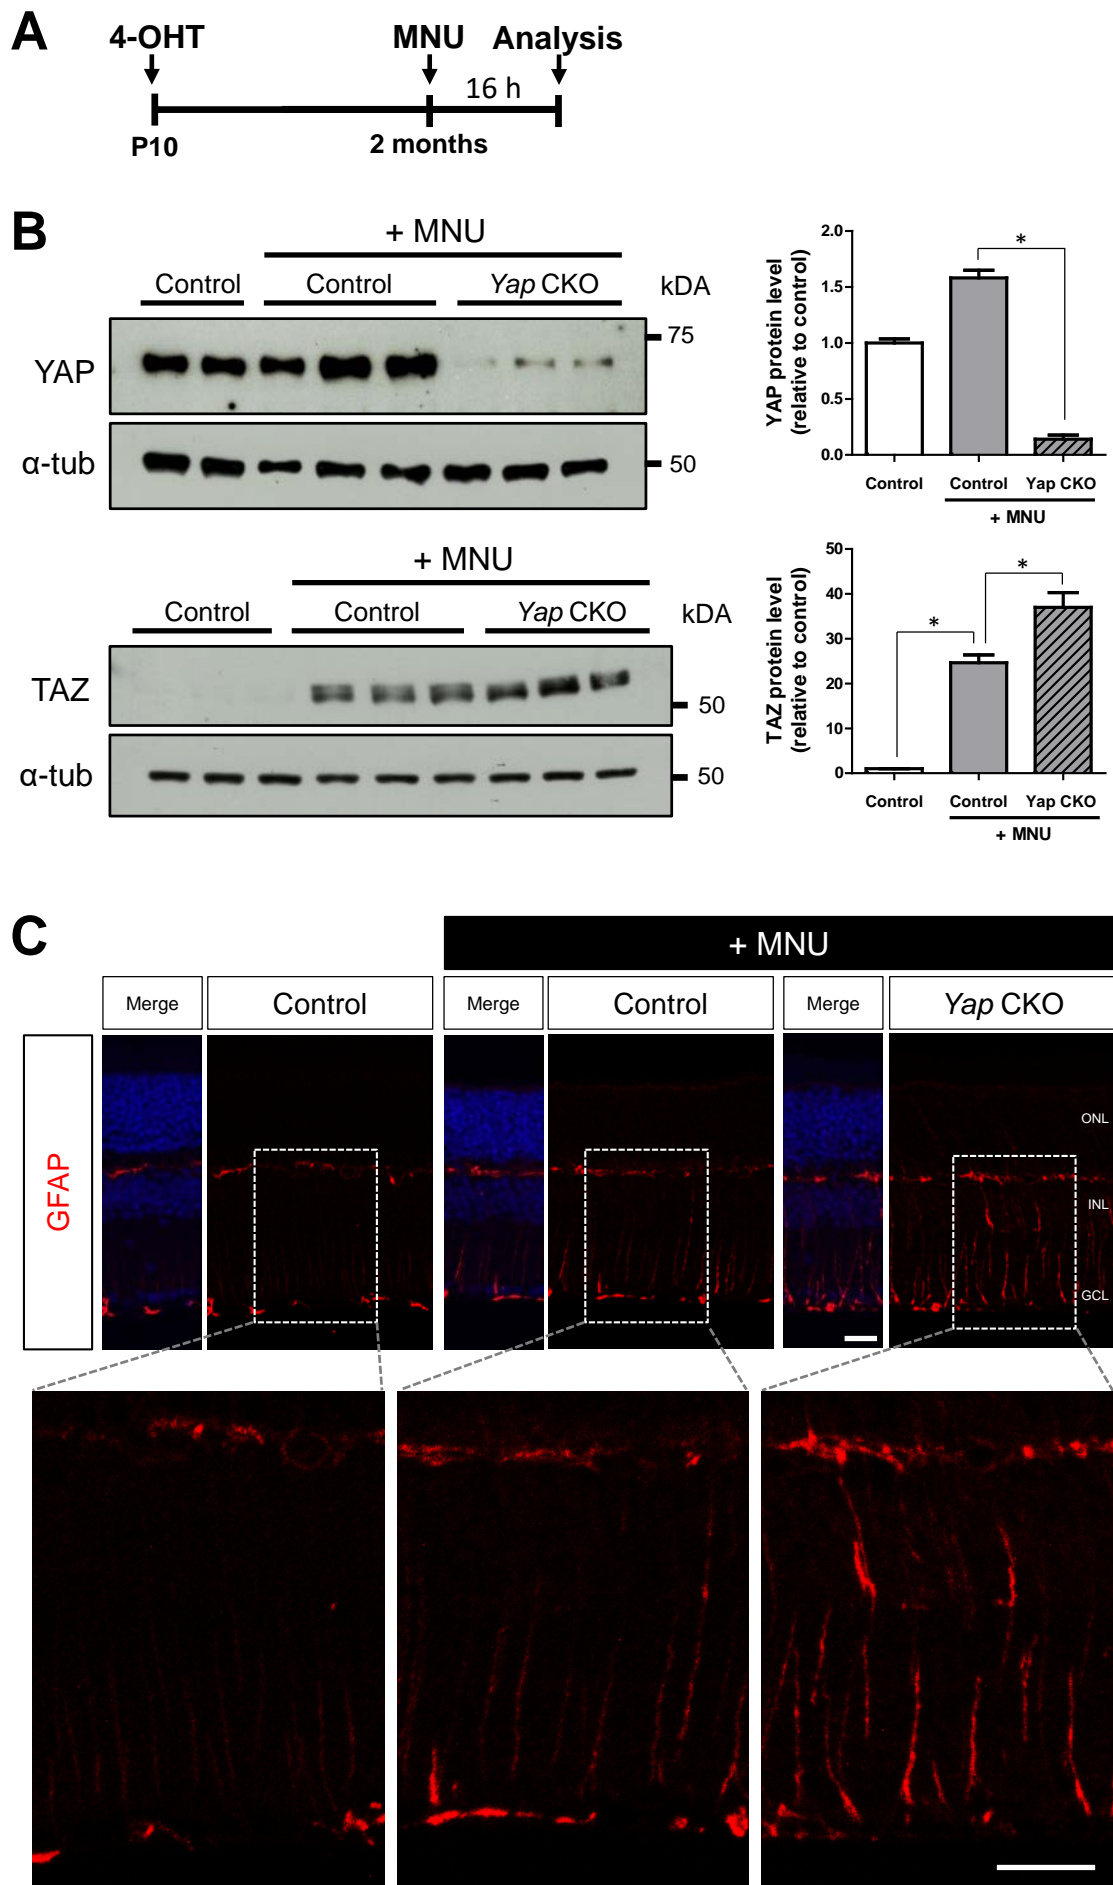 A
4-OHT MNU Analysis
16 h
P10 2 months
B
+ MNU
Control Control Yap CKO kDA
YAP 75
α-tub 50
2.0
1.5
1.0
0.5
0.0
YAP protein level
(relative to control)
*
Control Control Yap CKO
+ MNU
+ MNU
Control Control Yap CKO kDA
TAZ 50
α-tub 50
50
40
30
20
10
0
TAZ protein level
(relative to control)
* *
Control Control Yap CKO
+ MNU
C
+ MNU
Merge Control Merge Control Merge Yap CKO
GFAP
ONL
INL
GCL